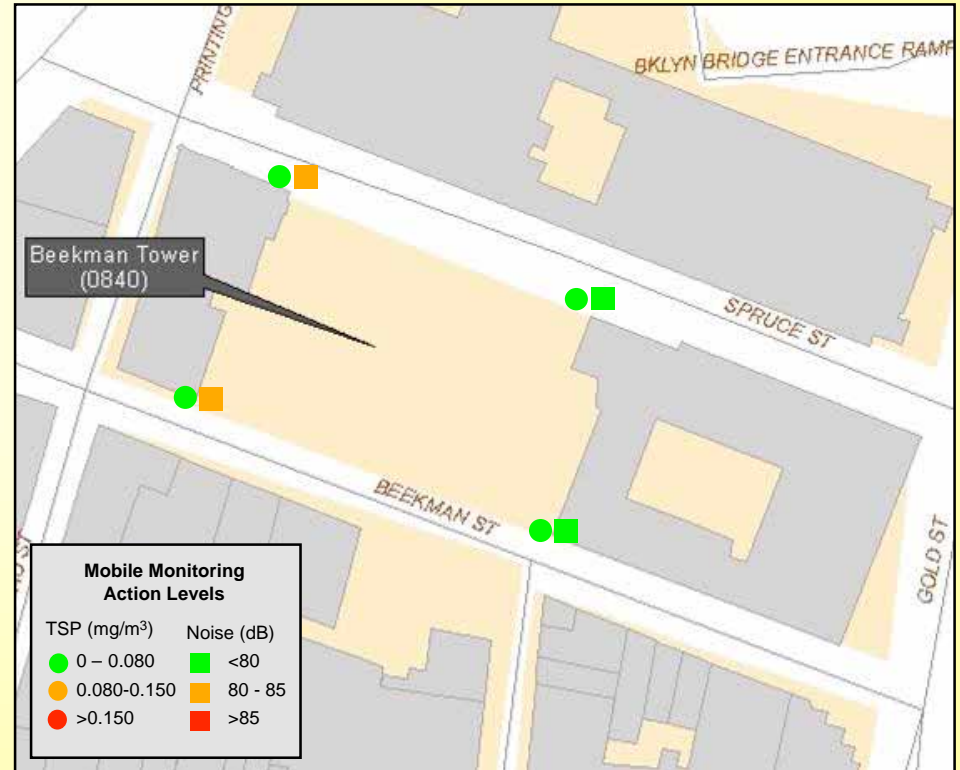 PRINTING
BKLYN BRIDGE ENTRANCE RAMP
Beekman Tower
(0840)
SPRUCE ST
BEEKMAN ST
GOLD ST
Mobile Monitoring
Action Levels
TSP (mg/m³) Noise (dB)
0 – 0.080 <80
0.080-0.150 80 - 85
>0.150 >85